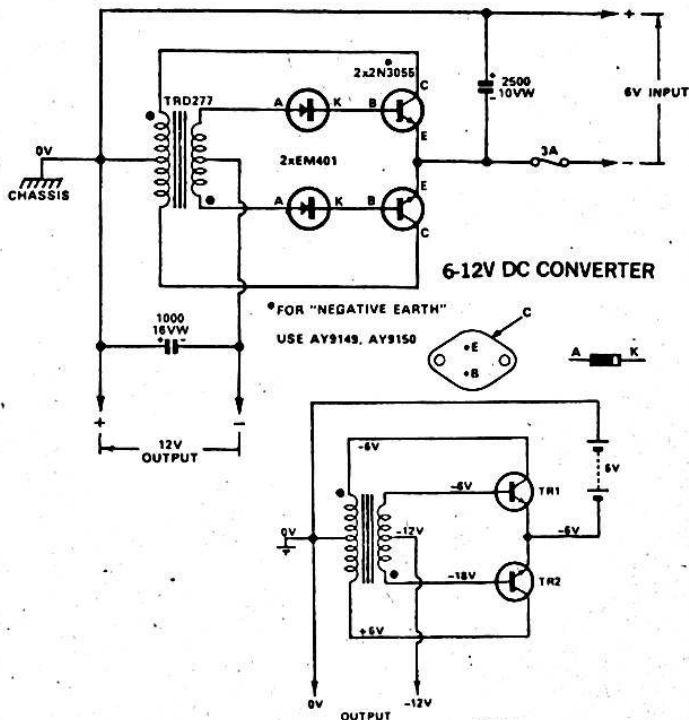 +
2x2N3055
C
TRD277
A
K
B
+
2500
10VW
-
6V INPUT
E
0V
2xEM401
3A
-
CHASSIS
E
A
K
B
C
6-12V DC CONVERTER
FOR "NEGATIVE EARTH"
USE AY9149, AY9150
1000
16VW
+
-
C
E
B
A
K
+
-
12V
OUTPUT
-6V
6V
-6V
TR1
0V
-12V
-6V
-18V
TR2
+6V
0V
-12V
OUTPUT